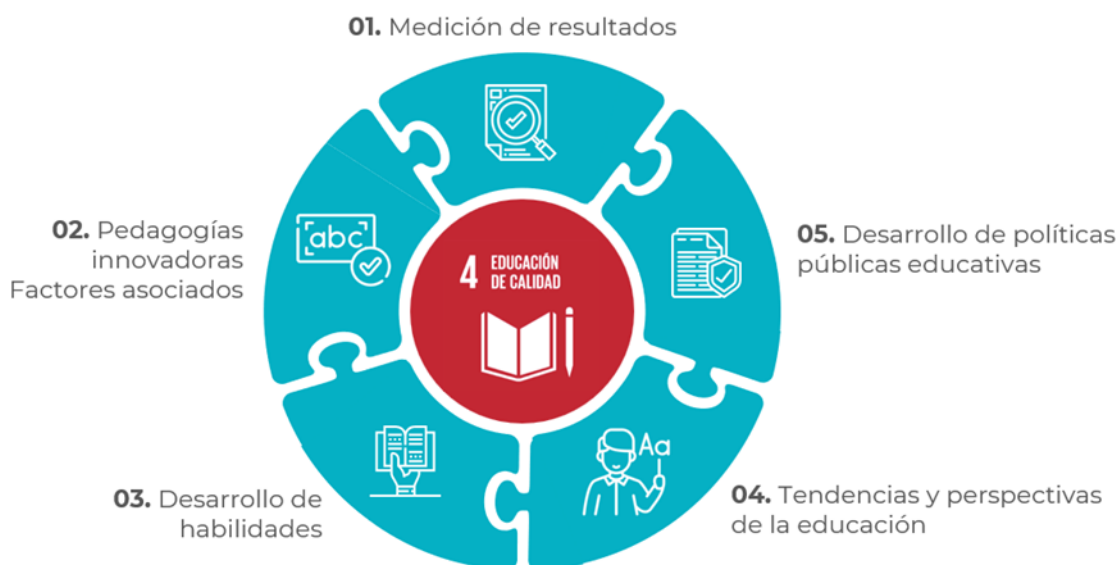 01. Medición de resultados
02. Pedagogías
innovadoras
Factores asociados
abc
03. Desarrollo de
habilidades
4 EDUCACIÓN
DE CALIDAD
Aa
04. Tendencias y perspectivas
de la educación
05. Desarrollo de políticas
públicas educativas